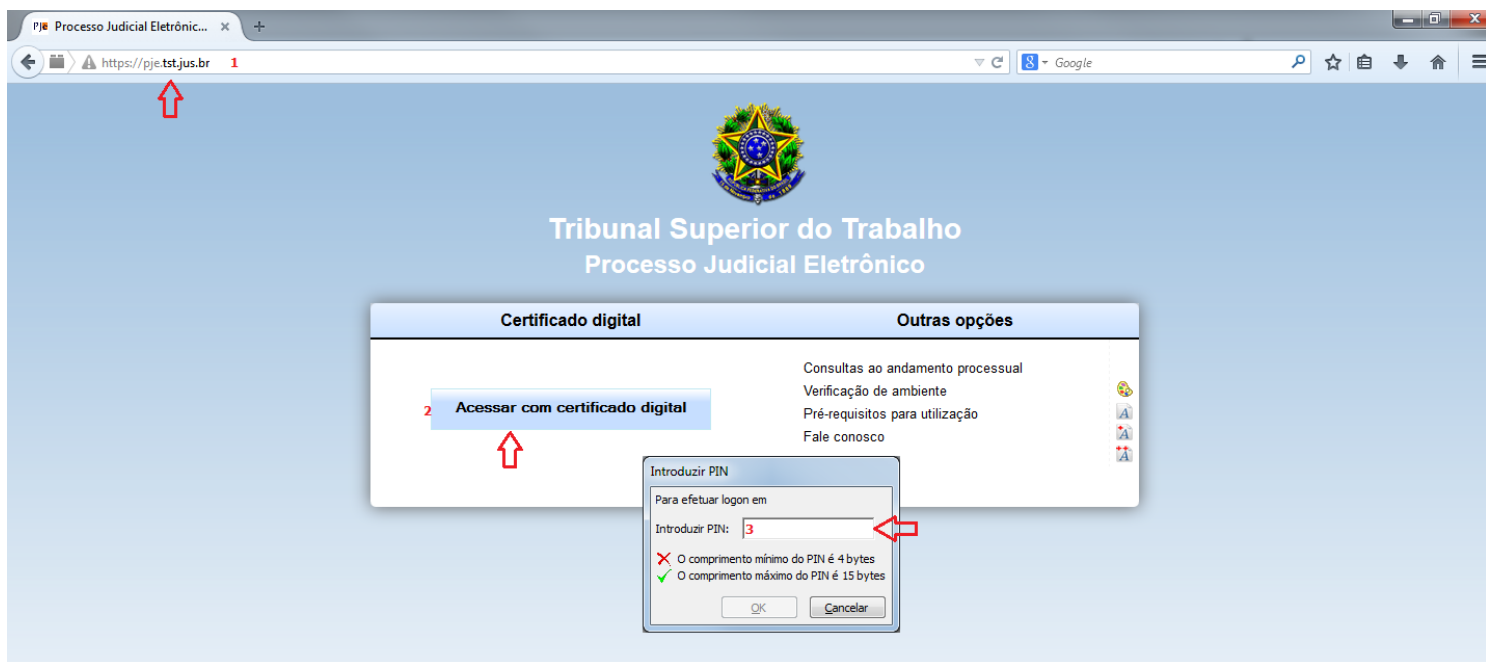 PJe Processo Judicial Eletrônic... × +
https://pje.tst.jus.br 1
8 Google
Tribunal Superior do Trabalho
Processo Judicial Eletrônico
Certificado digital
Outras opções
2 Acessar com certificado digital
Consultas ao andamento processual
Verificação de ambiente
Pré-requisitos para utilização
Fale conosco
A
A
A
Introduzir PIN
Para efetuar logon em
Introduzir PIN: 3
O comprimento mínimo do PIN é 4 bytes
O comprimento máximo do PIN é 15 bytes
OK Cancelar